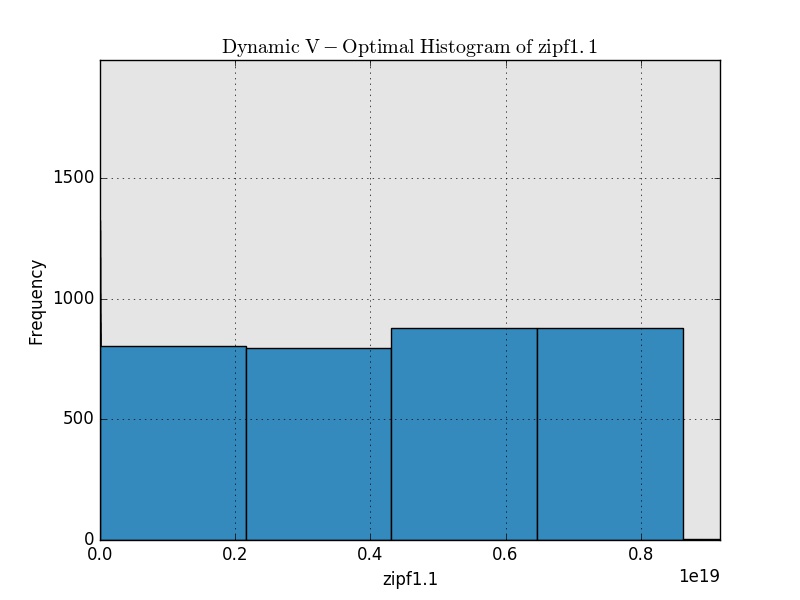 Dynamic V − Optimal Histogram of zipf1.1
Frequency
1500
1000
500
0
0.0 0.2 0.4 0.6 0.8
zipf1.1
1e19